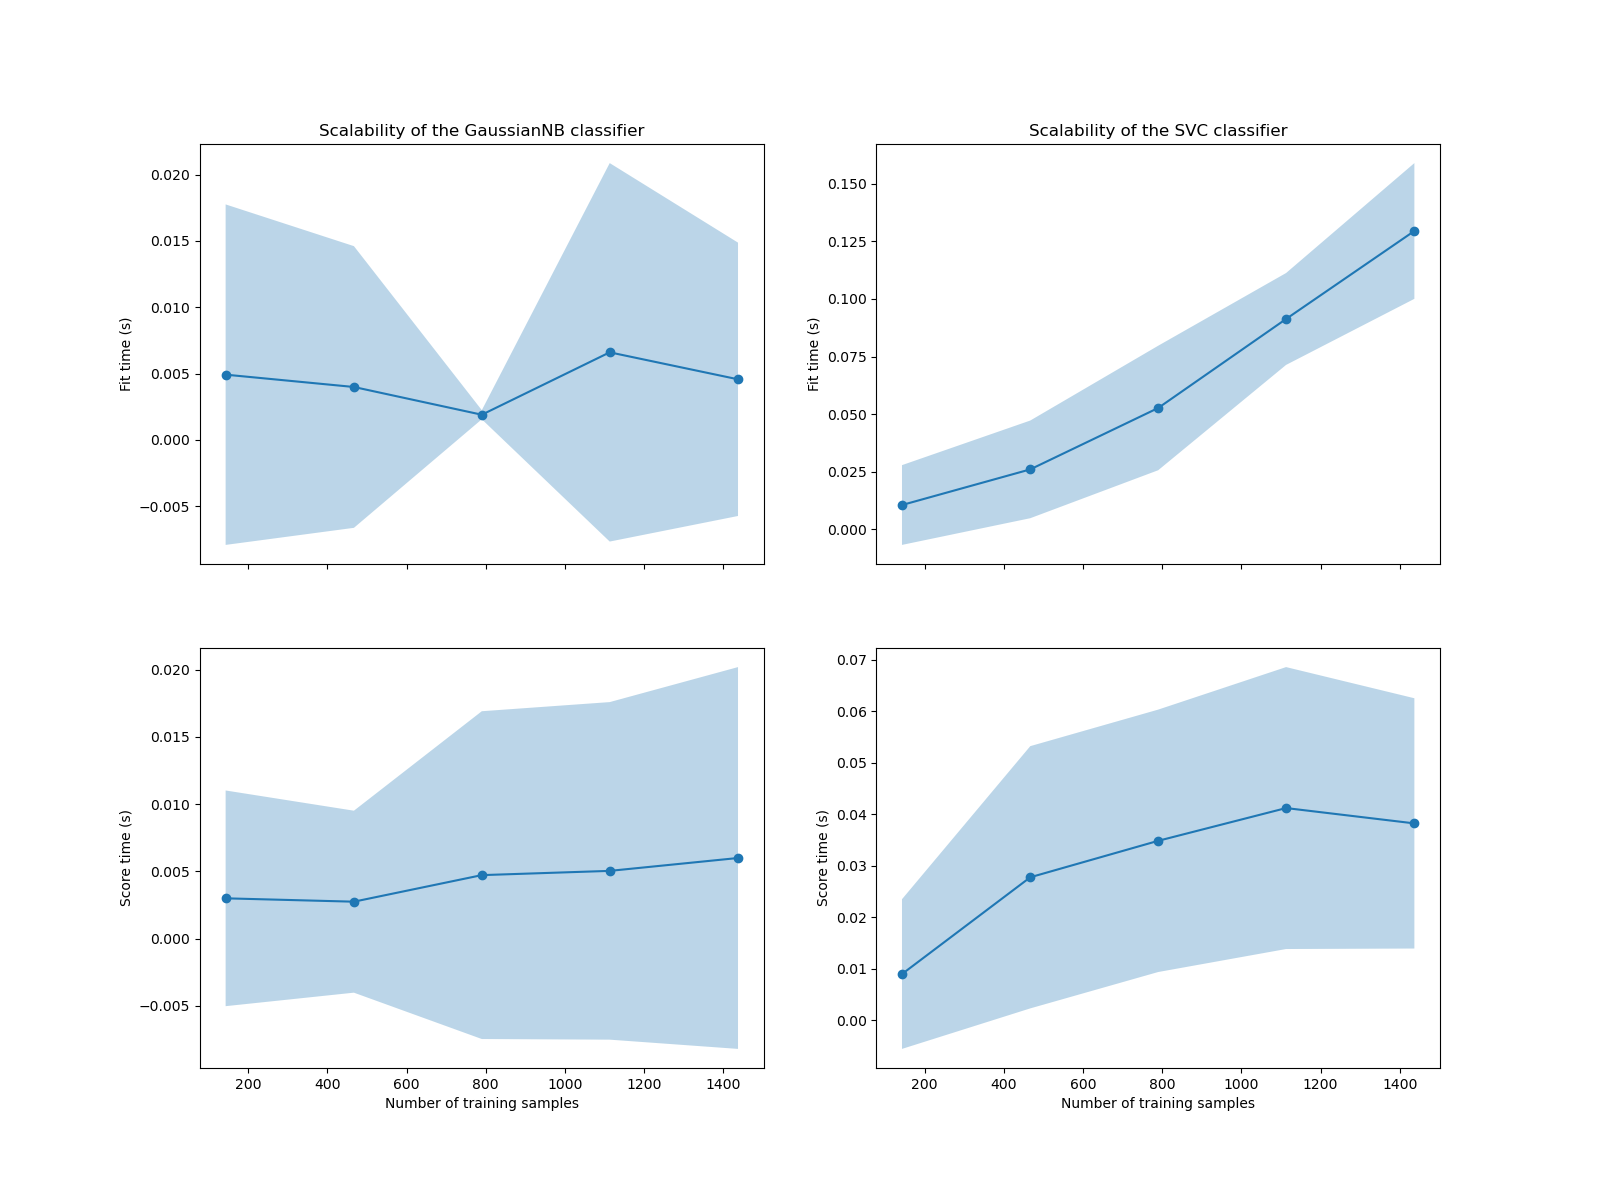 Scalability of the GaussianNB classifier
0.020
0.015
0.010
0.005
0.000
−0.005
Fit time (s)
Scalability of the SVC classifier
0.150
0.125
0.100
0.075
0.050
0.025
0.000
Fit time (s)
0.020
0.015
0.010
0.005
0.000
−0.005
Score time (s)
200 400 600 800 1000 1200 1400
Number of training samples
0.07
0.06
0.05
0.04
0.03
0.02
0.01
0.00
Score time (s)
200 400 600 800 1000 1200 1400
Number of training samples